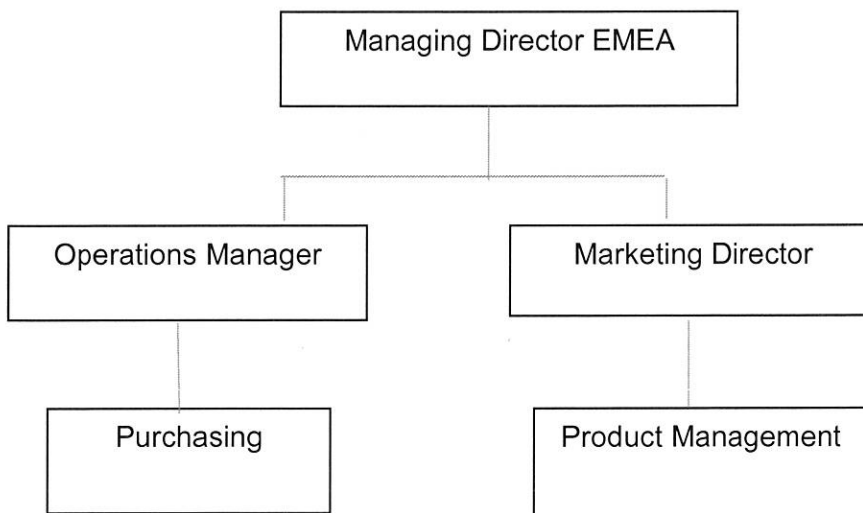 Managing Director EMEA
Operations Manager
Marketing Director
Purchasing
Product Management